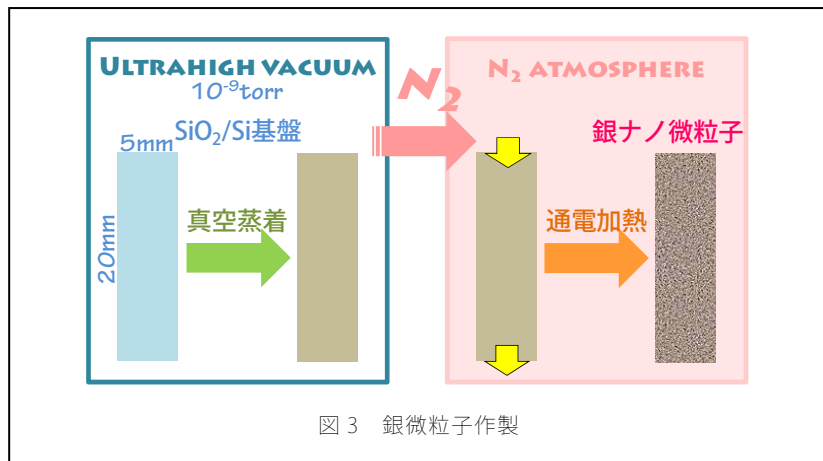 ULTRAHIGH VACUUM
10⁻⁹torr
SiO₂/Si基盤
5mm
20mm
真空蒸着
N₂
N₂ ATMOSPHERE
銀ナノ微粒子
通電加熱
図 3 銀微粒子作製